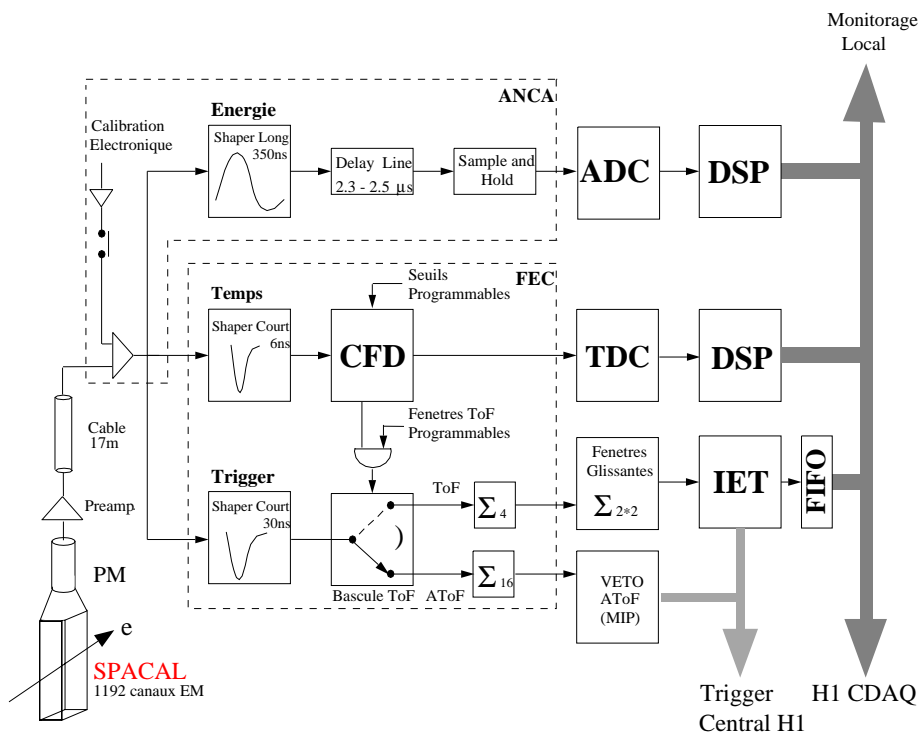 Monitorage
Local
ANCA
Energie
Calibration
Electronique
Shaper Long
350ns
Delay Line
2.3 - 2.5 µs
Sample and
Hold
ADC
DSP
FEC
Seuils
Programmables
Temps
Shaper Court
6ns
CFD
TDC
DSP
Cable
17m
Fenetres ToF
Programmables
Fenetres
Glissantes
Σ 2*2
IET
FIFO
Trigger
Shaper Court
30ns
ToF
Σ 4
Preamp
)
PM
Bascule ToF
AToF
Σ 16
VETO
AToF
(MIP)
e
SPACAL
1192 canaux EM
Trigger
Central H1
H1 CDAQ